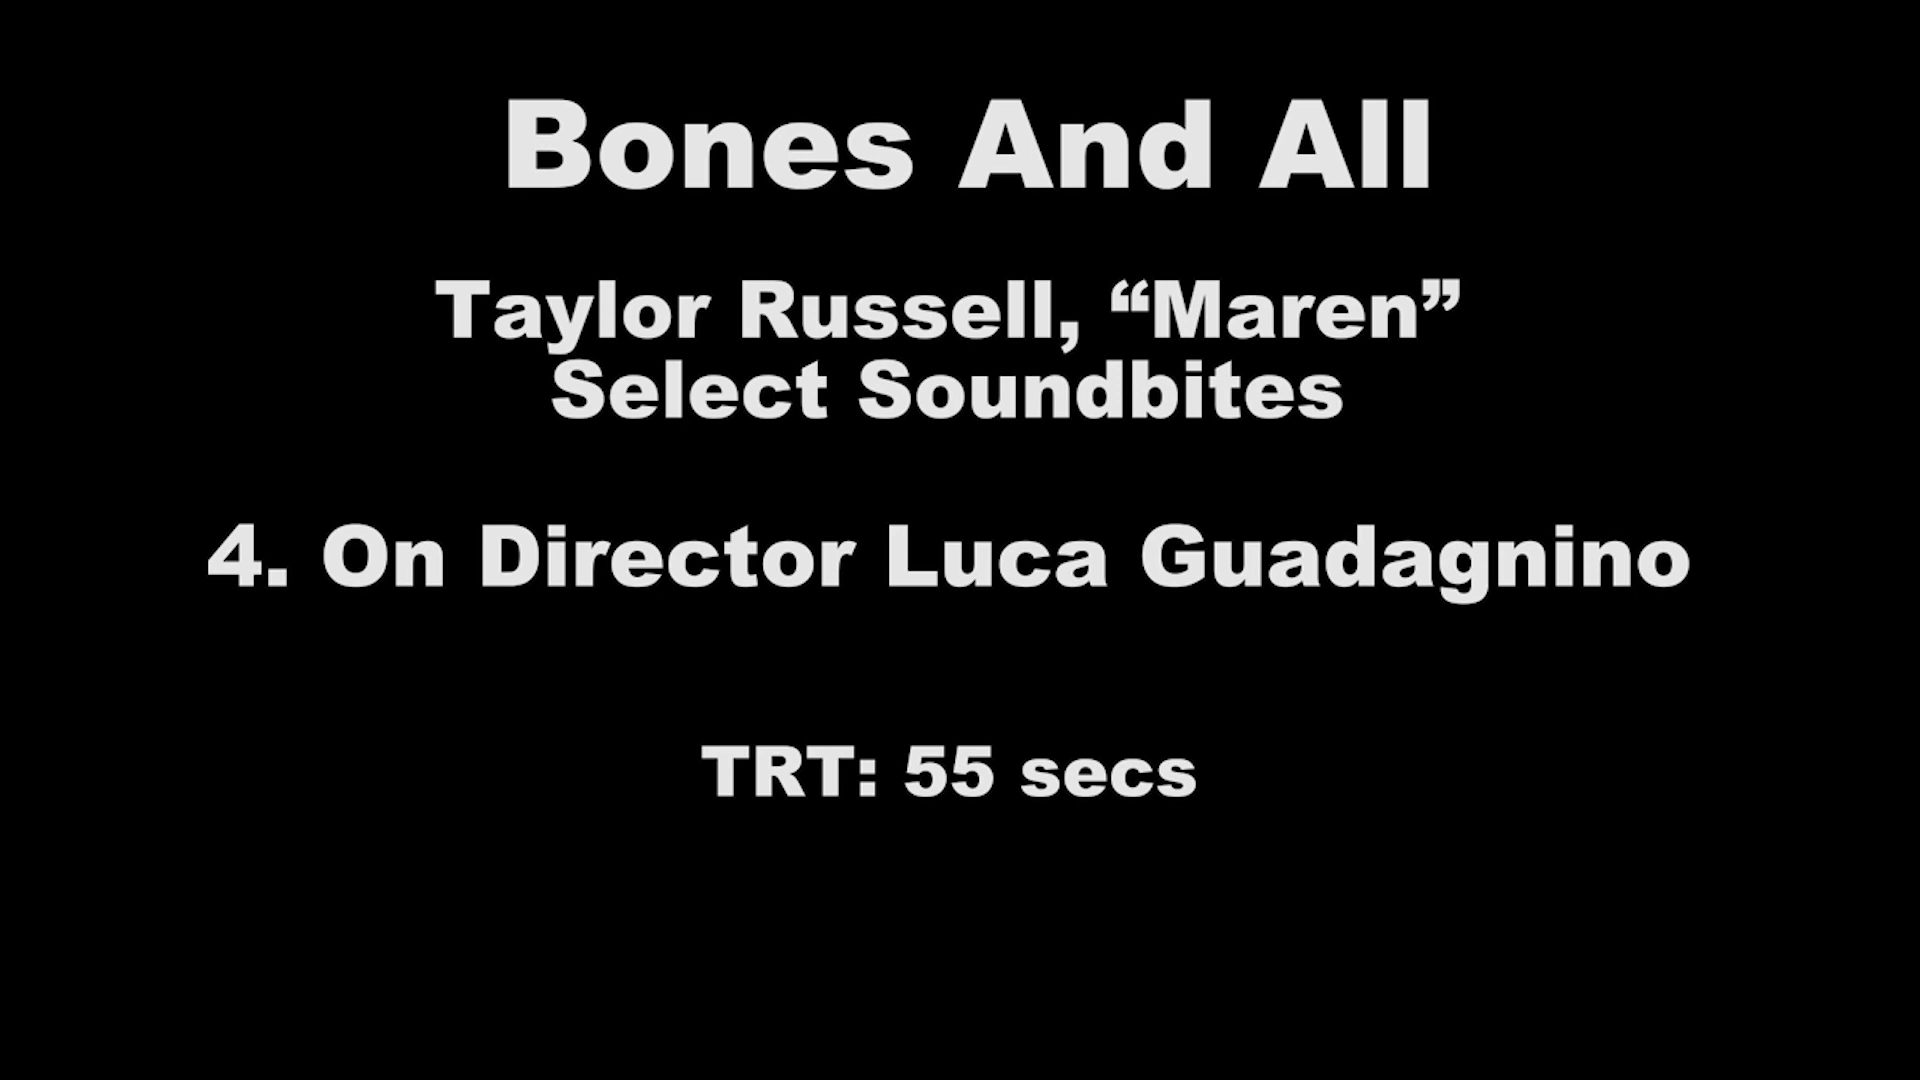 Bones And All
Taylor Russell, “Maren”
Select Soundbites
4. On Director Luca Guadagnino
TRT: 55 secs